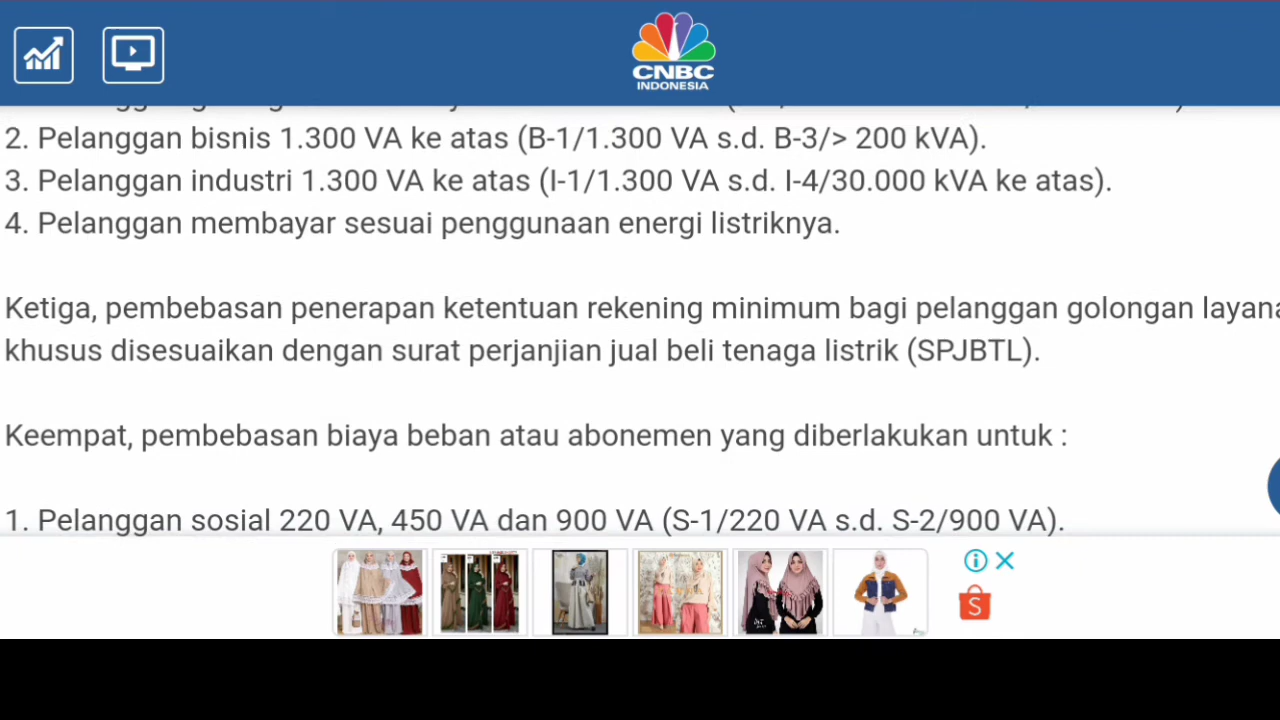 CNBC
INDONESIA
2. Pelanggan bisnis 1.300 VA ke atas (B-1/1.300 VA s.d. B-3/> 200 kVA).
3. Pelanggan industri 1.300 VA ke atas (I-1/1.300 VA s.d. I-4/30.000 kVA ke atas).
4. Pelanggan membayar sesuai penggunaan energi listriknya.
Ketiga, pembebasan penerapan ketentuan rekening minimum bagi pelanggan golongan
khusus disesuaikan dengan surat perjanjian jual beli tenaga listrik (SPJBTL).
Keempat, pembebasan biaya beban atau abonemen yang diberlakukan untuk :
1. Pelanggan sosial 220 VA, 450 VA dan 900 VA (S-1/220 VA s.d. S-2/900 VA).
S